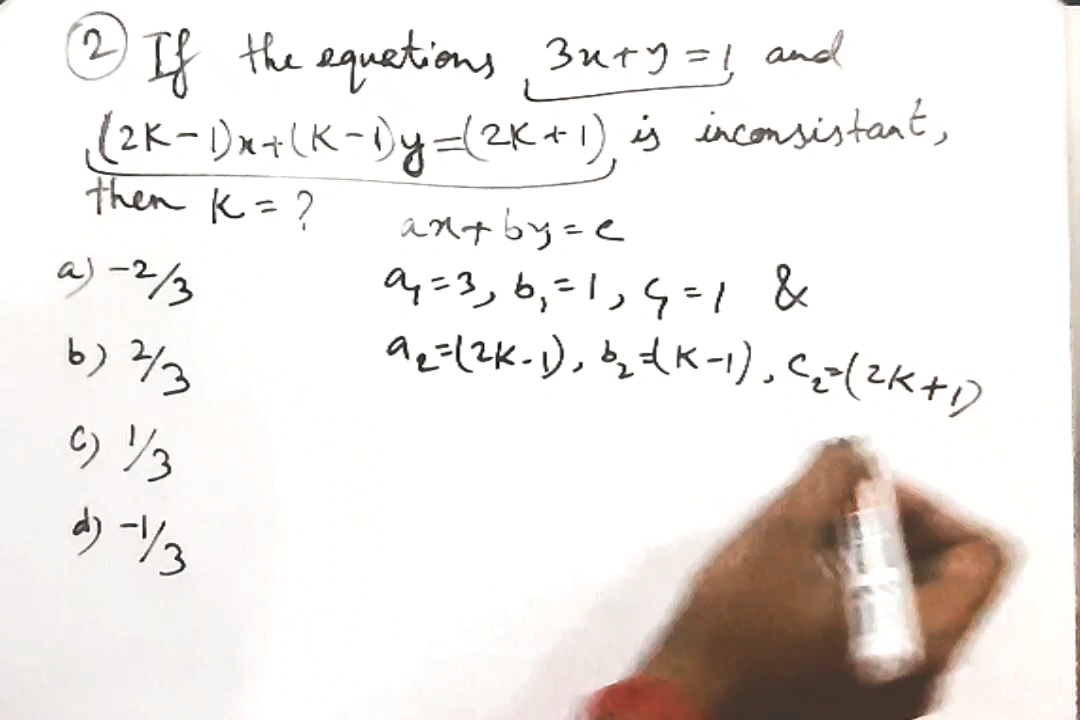 ② If the equations 3x+y=1 and
(2K-1)x+(K-1)y=(2K+1) is inconsistant,
then K=?
ax+by=c
a) -2/3
a₁=3, b₁=1, c₁=1 &
b) 2/3
a₂=(2K-1), b₂=(K-1), c₂=(2K+1)
c) 1/3
d) -1/3